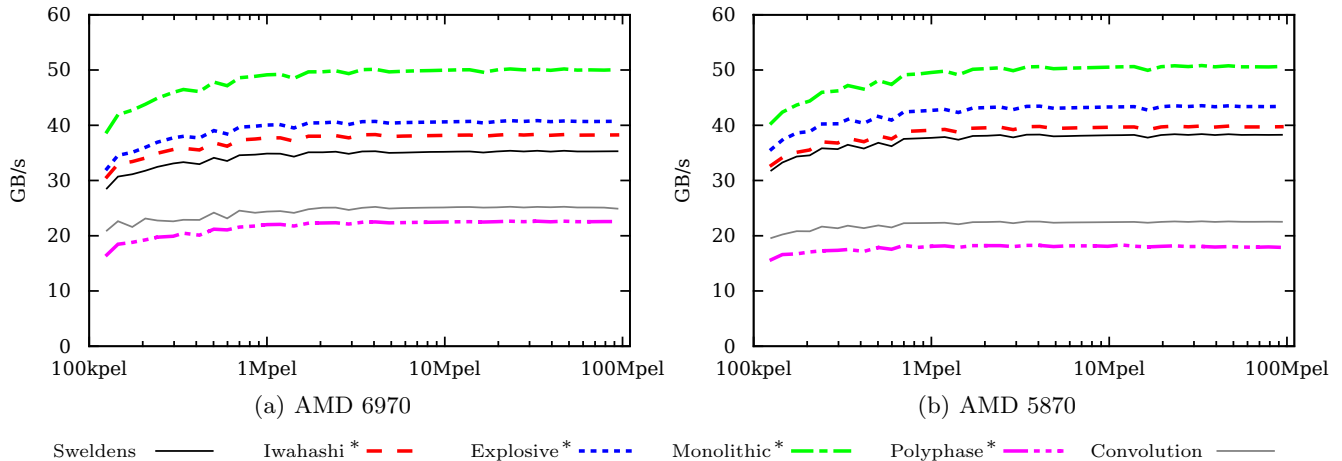 60
50
40
30
20
10
0
GB/s
100kpel 1Mpel 10Mpel 100Mpel
(a) AMD 6970
60
50
40
30
20
10
0
GB/s
100kpel 1Mpel 10Mpel 100Mpel
(b) AMD 5870
Sweldens Iwahashi* Explosive* Monolithic* Polyphase* Convolution